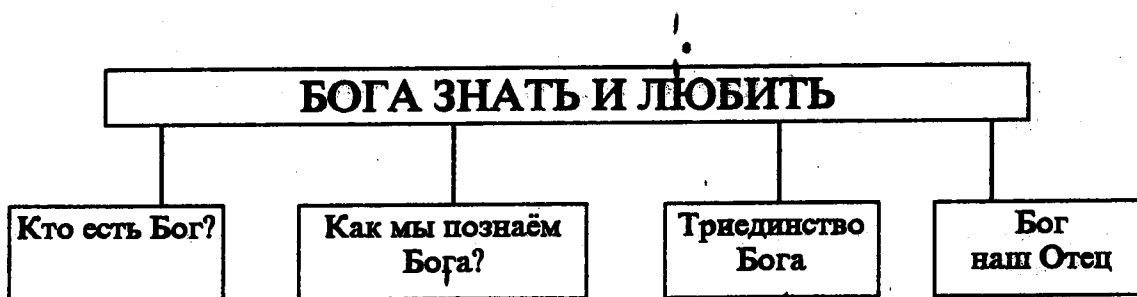 БОГА ЗНАТЬ И ЛЮБИТЬ
Кто есть Бог?
Как мы познаём
Бога?
Триединство
Бога
Бог
наш Отец